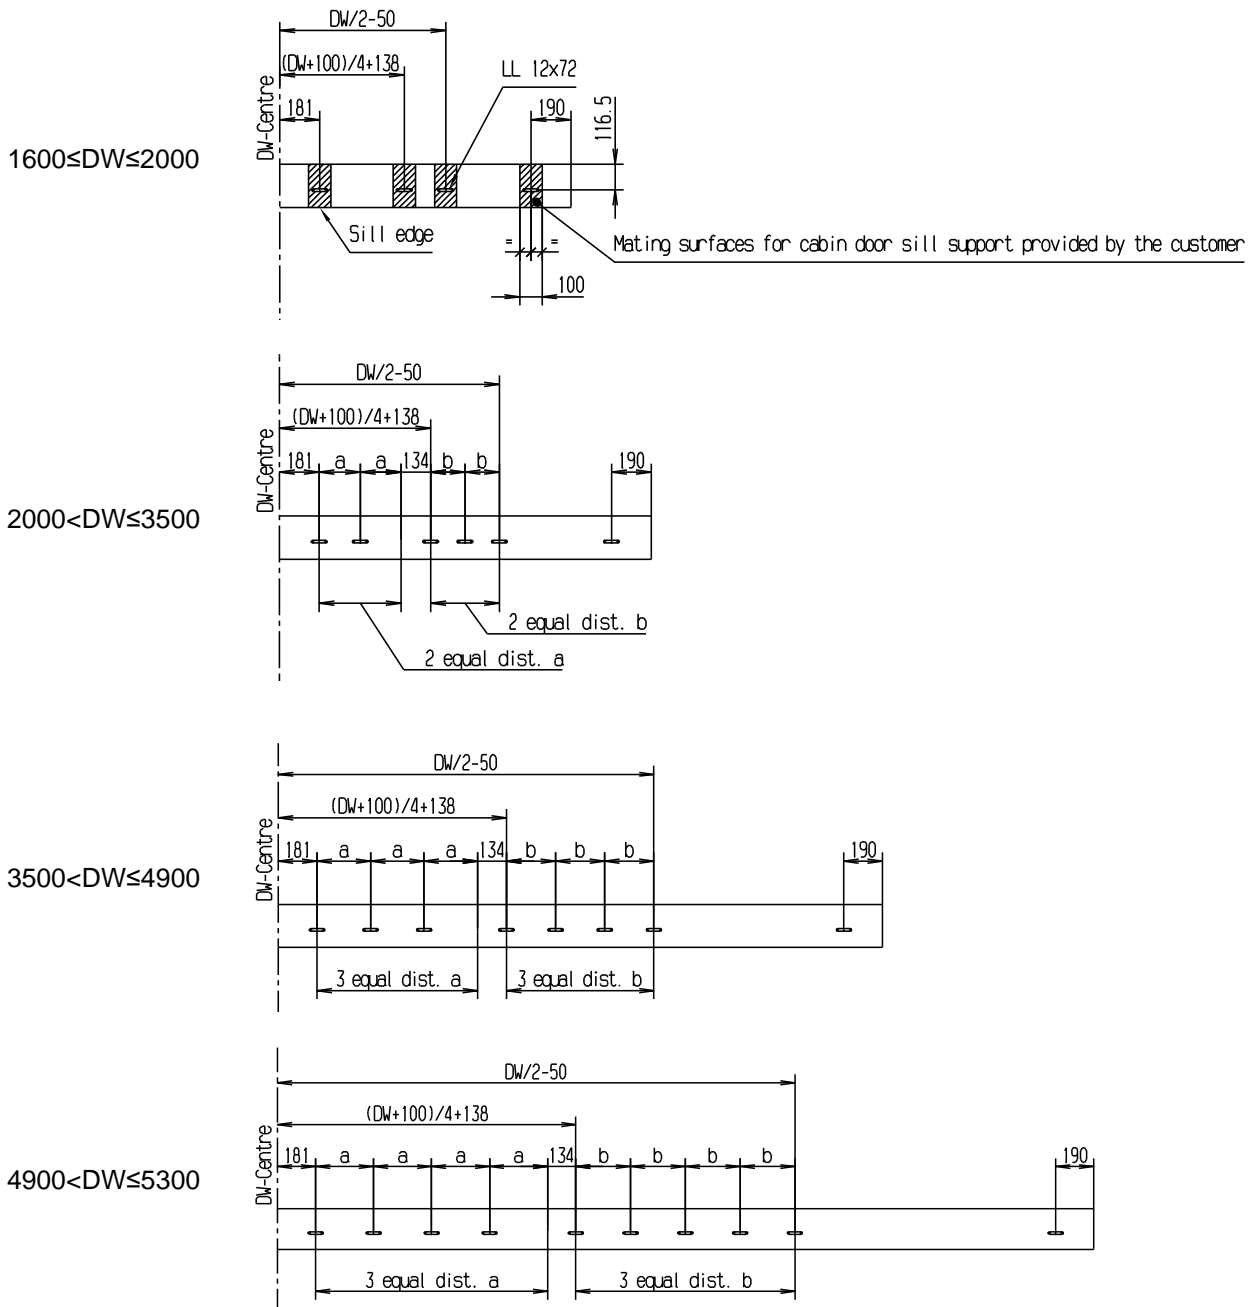 DW/2-50
(DW+100)/4+138
LL 12x72
181
190
116.5
DW-Centre
1600≤DW≤2000
Sill edge
= =
Mating surfaces for cabin door sill support provided by the customer
100
DW/2-50
(DW+100)/4+138
DW-Centre
181 a a 134 b b 190
2000<DW≤3500
2 equal dist. b
2 equal dist. a
DW/2-50
(DW+100)/4+138
DW-Centre
181 a a a 134 b b b 190
3500<DW≤4900
3 equal dist. a 3 equal dist. b
DW/2-50
(DW+100)/4+138
DW-Centre
181 a a a a 134 b b b b 190
4900<DW≤5300
3 equal dist. a 3 equal dist. b